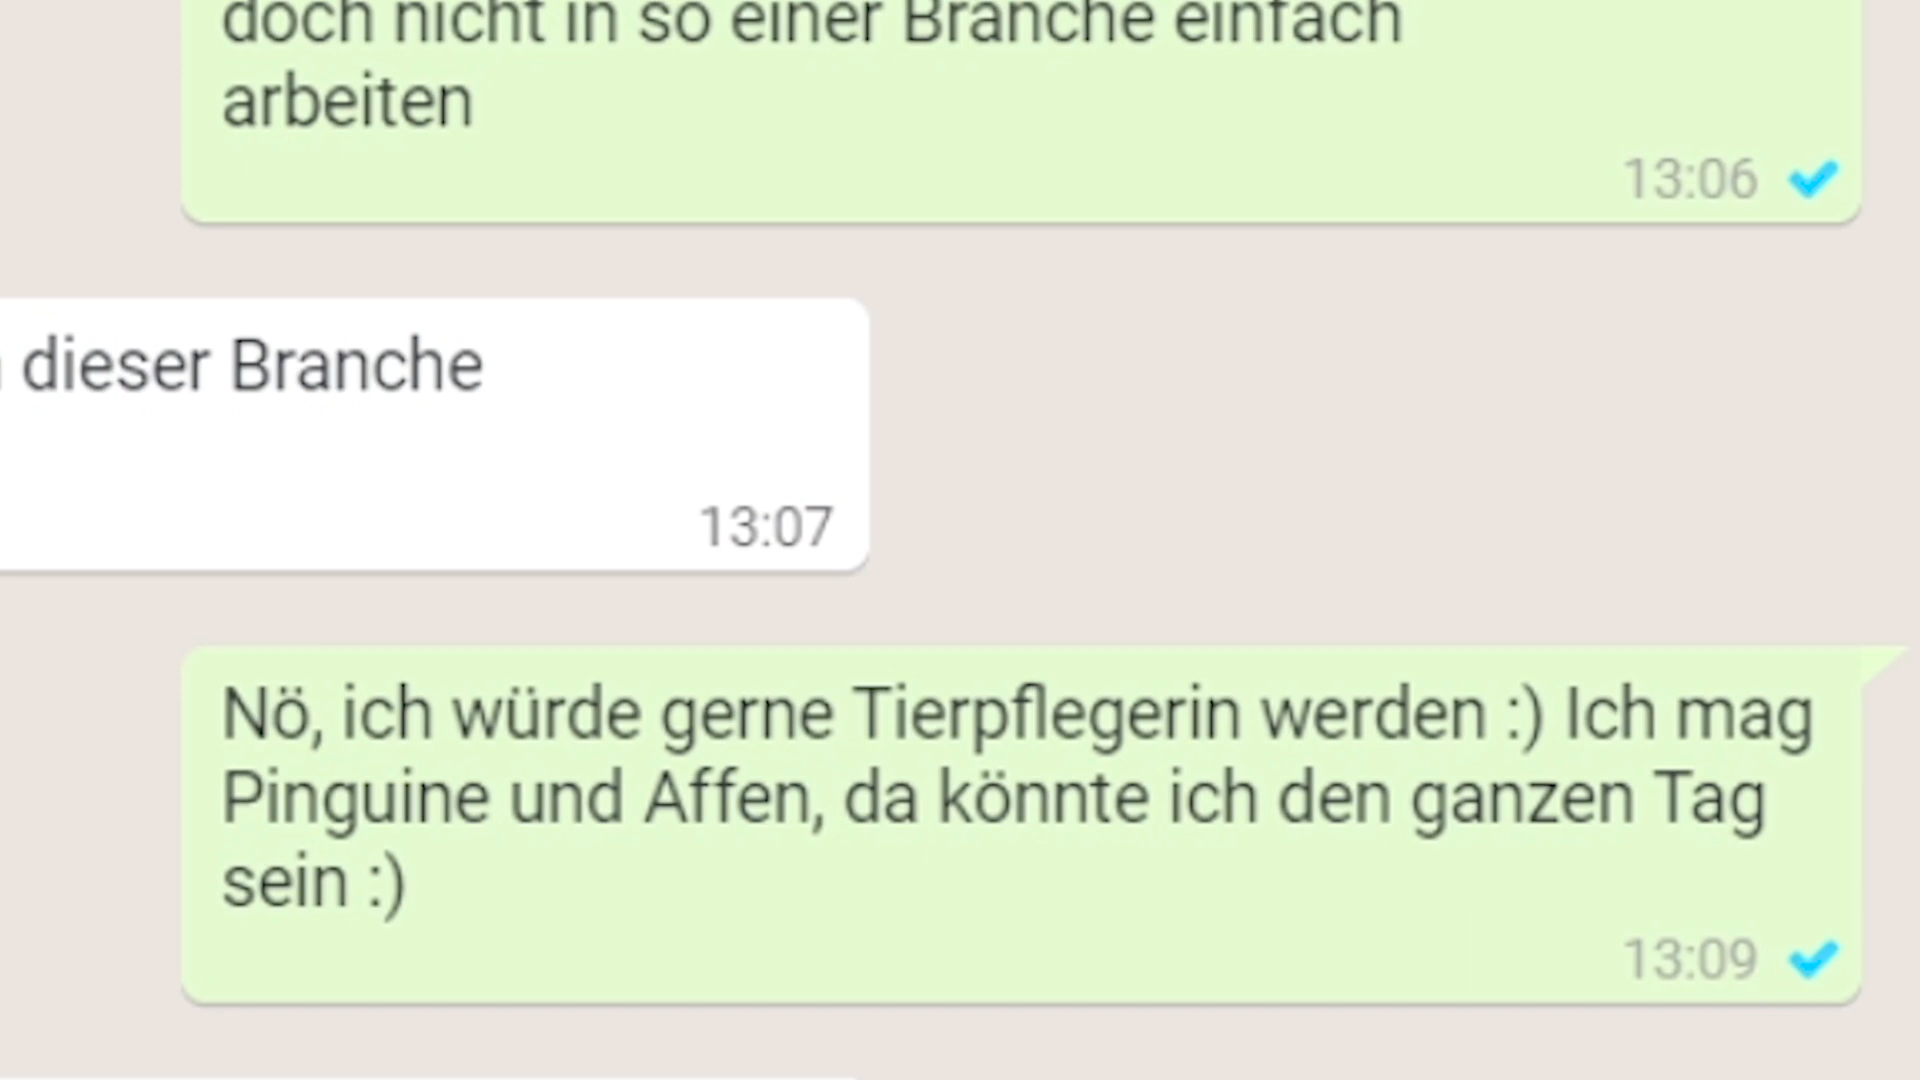 doch nicht in so einer Branche einfach
arbeiten
13:06
dieser Branche
13:07
Nö, ich würde gerne Tierpflegerin werden :) Ich mag
Pinguine und Affen, da könnte ich den ganzen Tag
sein :)
13:09